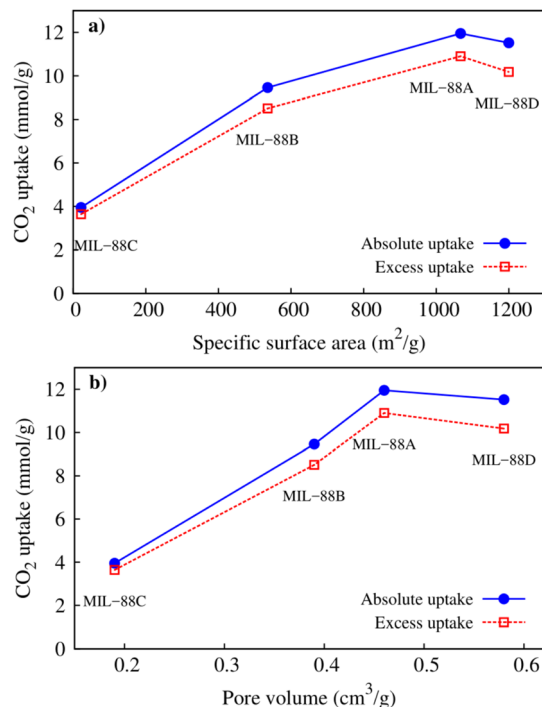 a)
12
10
8
6
4
2
0
CO2 uptake (mmol/g)
MIL−88A
MIL−88D
MIL−88B
MIL−88C
Absolute uptake
Excess uptake
0 200 400 600 800 1000 1200
Specific surface area (m²/g)
b)
12
10
8
6
4
2
0
CO2 uptake (mmol/g)
MIL−88A
MIL−88D
MIL−88B
MIL−88C
Absolute uptake
Excess uptake
0.2 0.3 0.4 0.5 0.6
Pore volume (cm³/g)